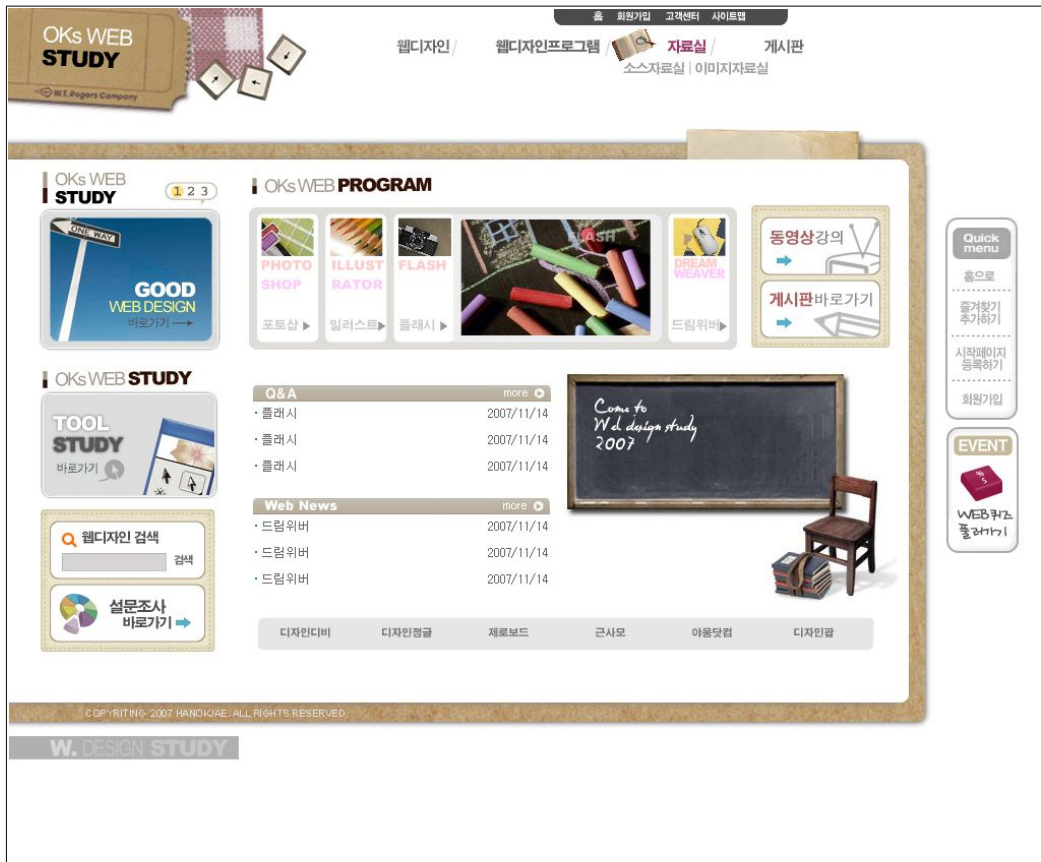 OKs WEB
STUDY
W.T. Rogers Company
홈 회원가입 고객센터 사이트맵
웹디자인 / 웹디자인프로그램 / 자료실 / 게시판
소스자료실 | 이미지자료실
OKs WEB
STUDY
1 2 3
ONE WAY
GOOD
WEB DESIGN
바로가기
OKs WEB PROGRAM
PHOTO
SHOP
포토샵
ILLUST
RATOR
일러스트
FLASH
플래시
FLASH
DREAM
WEAVER
드림위버
동영상강의
게시판바로가기
Quick
menu
홈으로
즐겨찾기
추가하기
시작페이지
등록하기
회원가입
EVENT
% 5
WEB퀴즈
풀러가기
OKs WEB STUDY
TOOL
STUDY
바로가기
웹디자인 검색
검색
설문조사
바로가기
Q&A more
플래시 2007/11/14
플래시 2007/11/14
플래시 2007/11/14
Web News more
드림위버 2007/11/14
드림위버 2007/11/14
드림위버 2007/11/14
Come to
Web design study
2007
디자인디비 디자인정글 제로보드 근사모 야웅닷컴 디자인팝
COPYRITING 2007 HANOKJAE. ALL RIGHTS RESERVED.
W. DESIGN STUDY